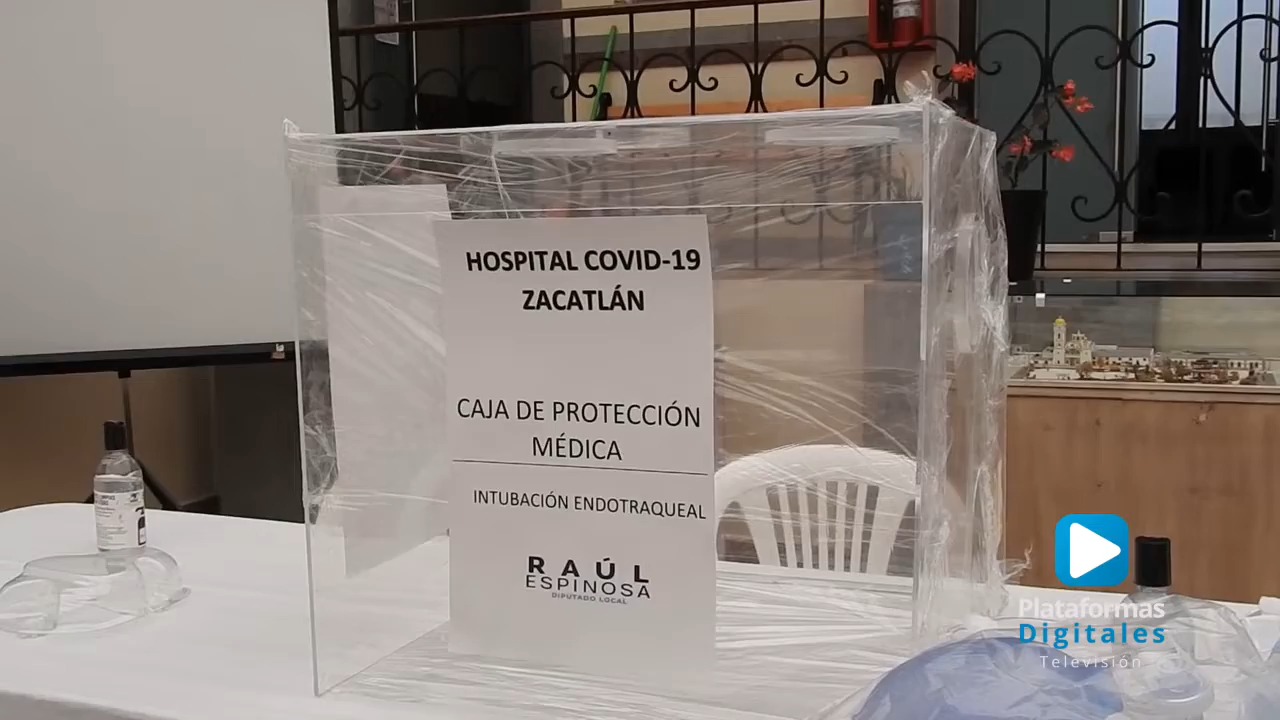 HOSPITAL COVID-19
ZACATLÁN
CAJA DE PROTECCIÓN
MÉDICA
INTUBACIÓN ENDOTRAQUEAL
RAÚL
ESPINOSA
DIPUTADO LOCAL
Plataformas
Digitales
Televisión